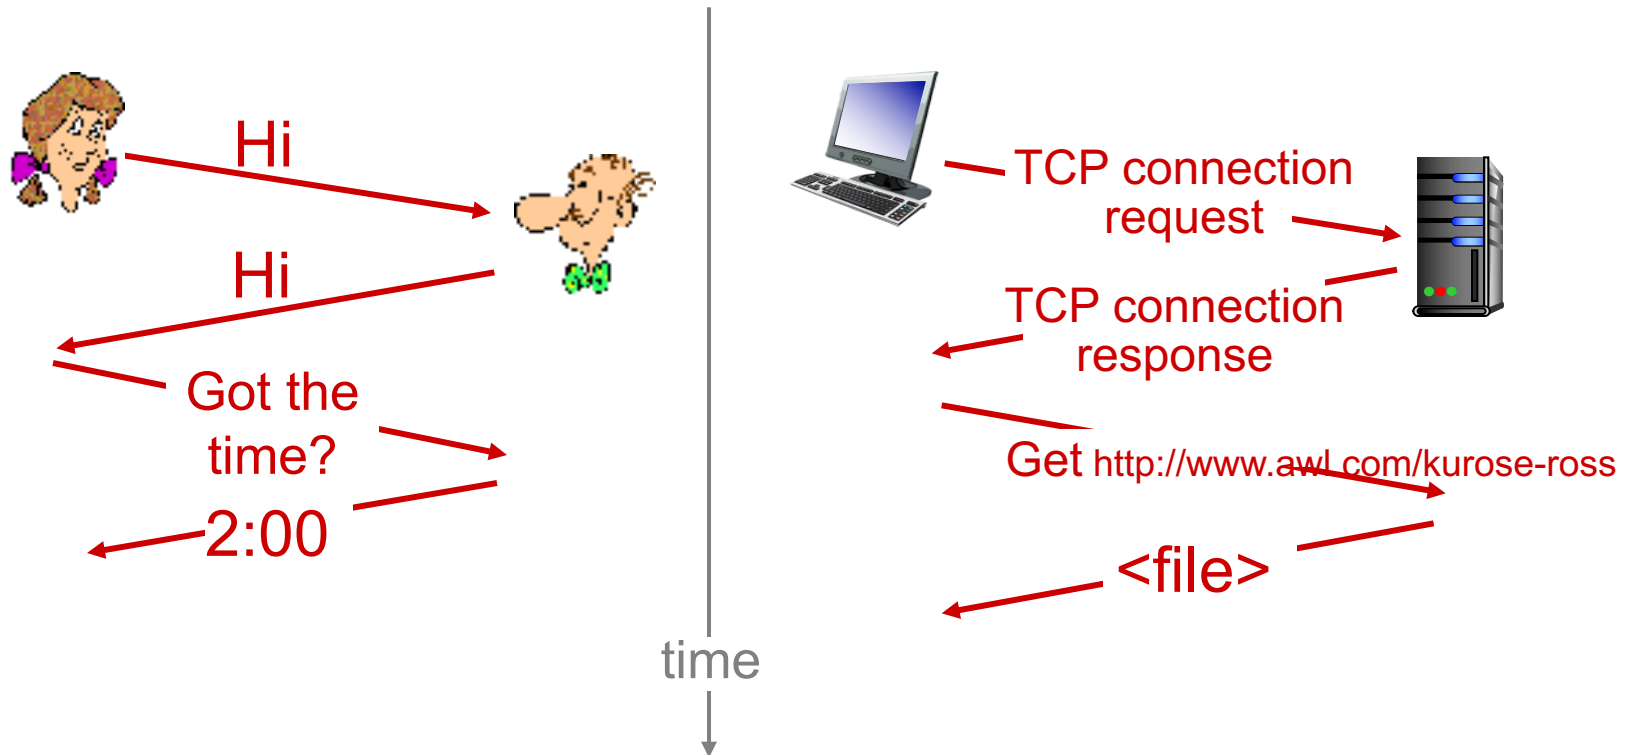 Hi
Hi
Got the
time?
2:00
time
TCP connection
request
TCP connection
response
Get http://www.awl.com/kurose-ross
<file>